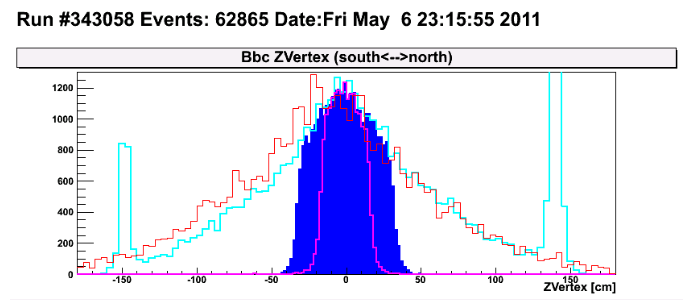 Run #343058 Events: 62865 Date:Fri May  6 23:15:55 2011
Bbc ZVertex (south<-->north)
1200
1000
800
600
400
200
0
-150 -100 -50 0 50 100 150
ZVertex [cm]